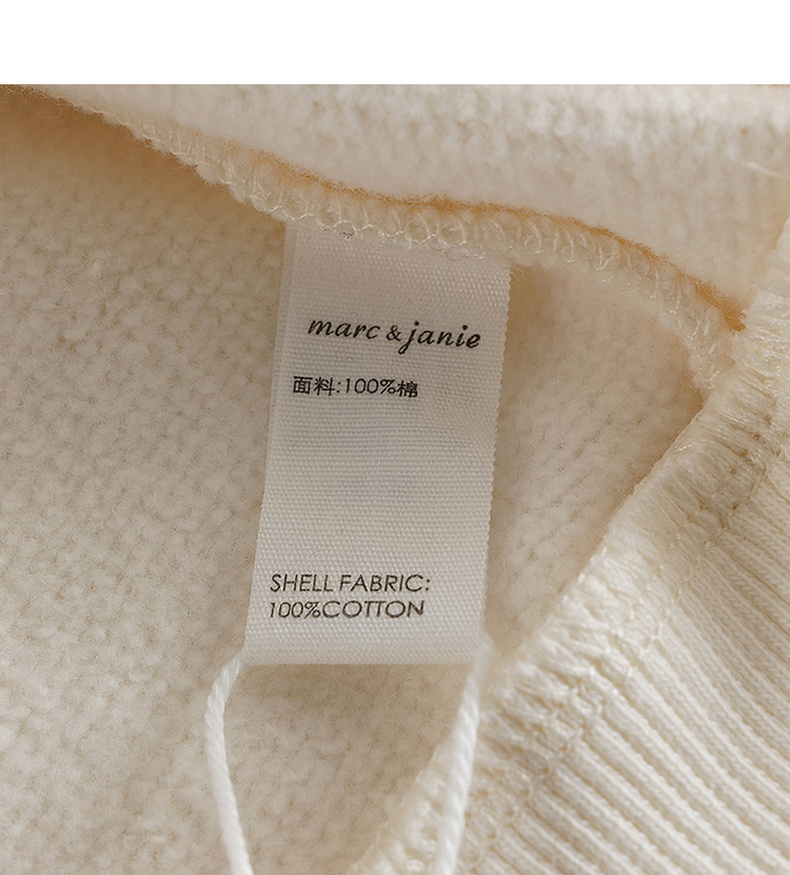 marc & janie
面料:100%棉
SHELL FABRIC:
100%COTTON